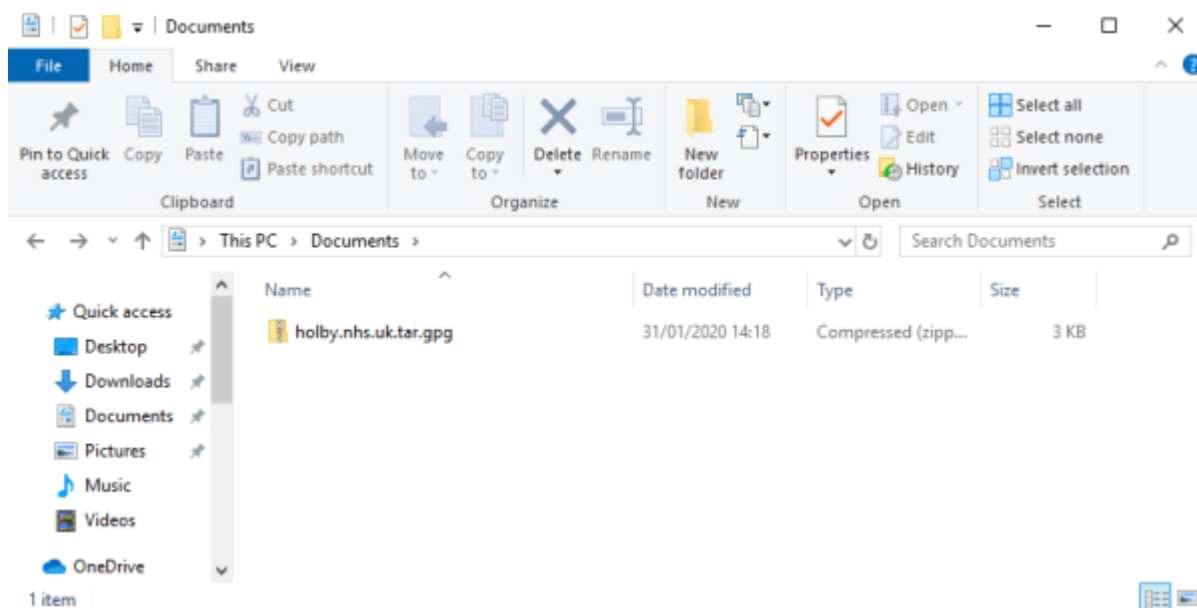 Documents
File Home Share View
Pin to Quick access
Copy
Paste
Cut
Copy path
Paste shortcut
Move to
Copy to
Delete
Rename
New folder
Properties
Open
Edit
History
Select all
Select none
Invert selection
Clipboard Organize New Open Select
This PC Documents Search Documents
Name Date modified Type Size
holby.nhs.uk.tar.gpg 31/01/2020 14:18 Compressed (zipp... 3 KB
Quick access
Desktop
Downloads
Documents
Pictures
Music
Videos
OneDrive
1 item